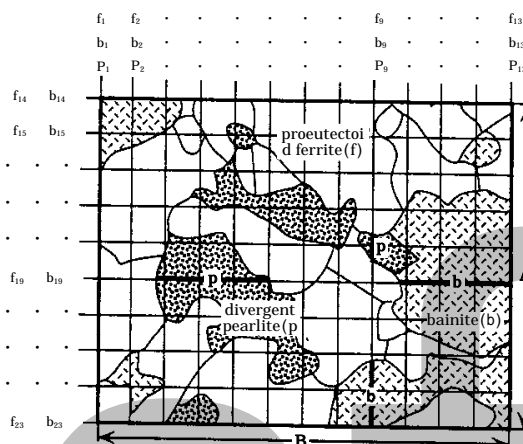 f1 f2 · · · · · · f9 · · · f13
b1 b2 · · · · · · b9 · · · b13
P1 P2 · · · · · · P9 · · · P1
f14 b14
f15 b15
proeutectoi
d ferrite(f)
p
f19 b19
p
b
divergent
pearlite(p
bainite(b)
b
f23 b23
B